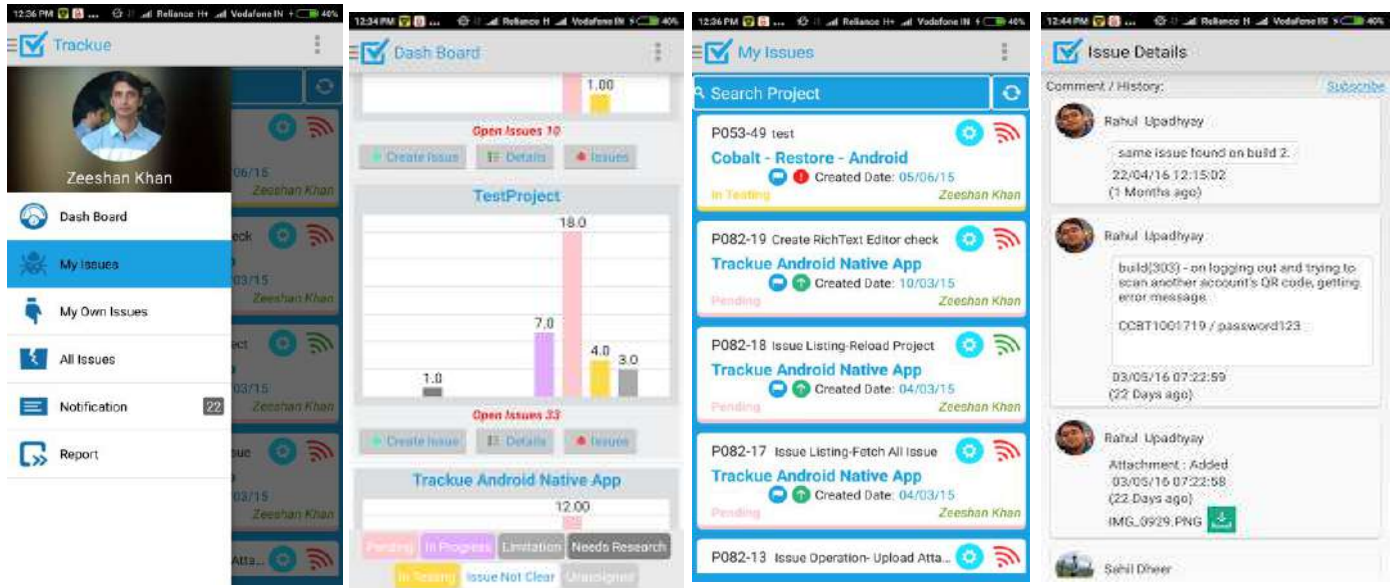 12:36 PM ... Reliance H+ Vodafone IN 40%
Trackue
Zeeshan Khan
06/15
Zeeshan Khan
Dash Board
eck
My Issues
03/15
Zeeshan Khan
My Own Issues
ect
All Issues
03/15
Zeeshan Khan
Notification 22
sue
Report
03/15
Zeeshan Khan
Atta...
12:34 PM ... Reliance H Vodafone IN 40%
Dash Board
1.00
Open Issues 10
Create Issue Details Issues
TestProject
18.0
7.0
4.0
3.0
1.0
Open Issues 33
Create Issue Details Issues
Trackue Android Native App
12.00
Pending In Progress Limitation Needs Research
In Testing Issue Not Clear Unassigned
12:36 PM ... Reliance H+ Vodafone IN 40%
My Issues
Search Project
P053-49 test
Cobalt - Restore - Android
Created Date: 05/06/15
In Testing Zeeshan Khan
P082-19 Create RichText Editor check
Trackue Android Native App
Created Date: 10/03/15
Pending Zeeshan Khan
P082-18 Issue Listing-Reload Project
Trackue Android Native App
Created Date: 04/03/15
Pending Zeeshan Khan
P082-17 Issue Listing-Fetch All Issue
Trackue Android Native App
Created Date: 04/03/15
Pending Zeeshan Khan
P082-13 Issue Operation- Upload Atta...
12:44 PM ... Reliance H Vodafone IN 40%
Issue Details
Comment / History: Subscribe
Rahul Upadhyay
same issue found on build 2.
22/04/16 12:15:02
(1 Months ago)
Rahul Upadhyay
build(303) - on logging out and trying to
scan another account's QR code, getting
error message.
CCBT1001719 / password123
03/05/16 07:22:59
(22 Days ago)
Rahul Upadhyay
Attachment : Added
03/05/16 07:22:58
(22 Days ago)
IMG_0929.PNG
Sahil Dheer